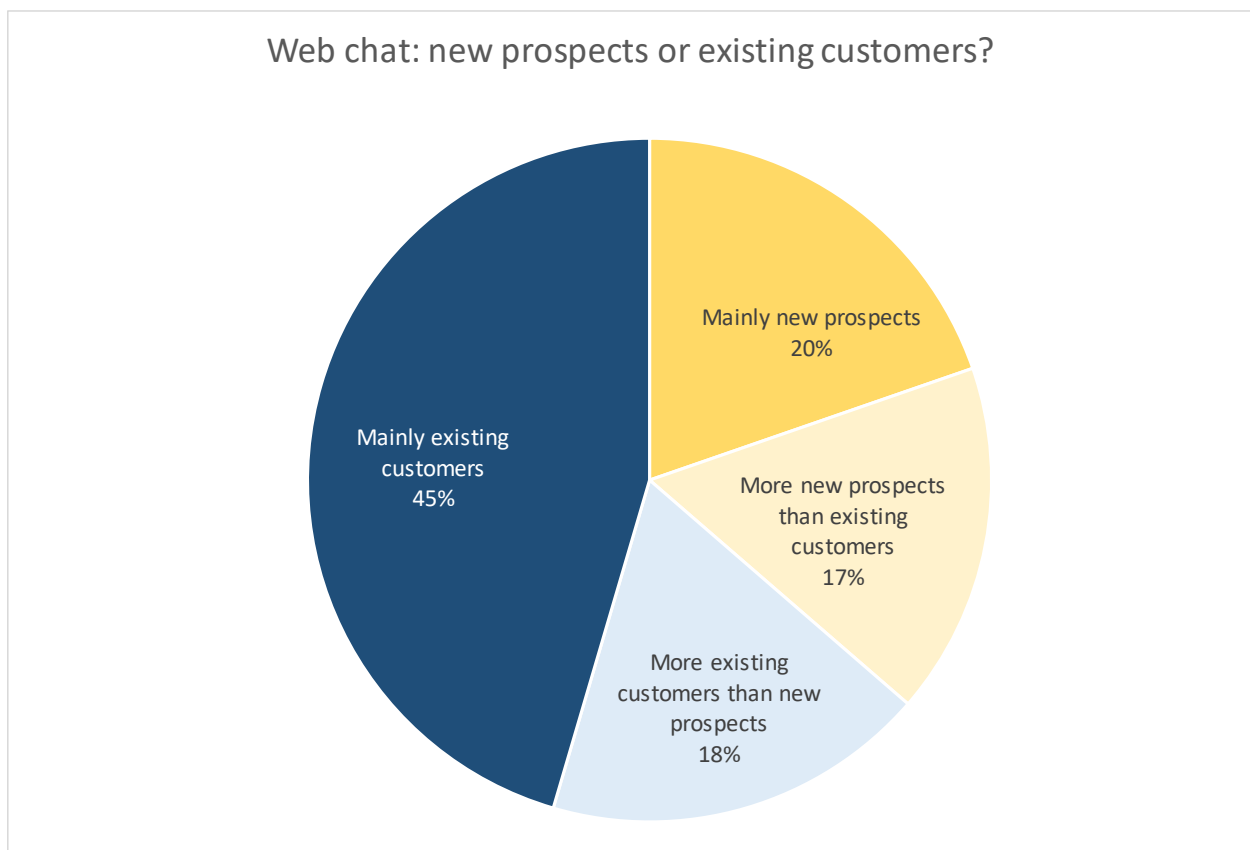 Web chat: new prospects or existing customers?
Mainly new prospects
20%
More new prospects
than existing
customers
17%
More existing
customers than new
prospects
18%
Mainly existing
customers
45%